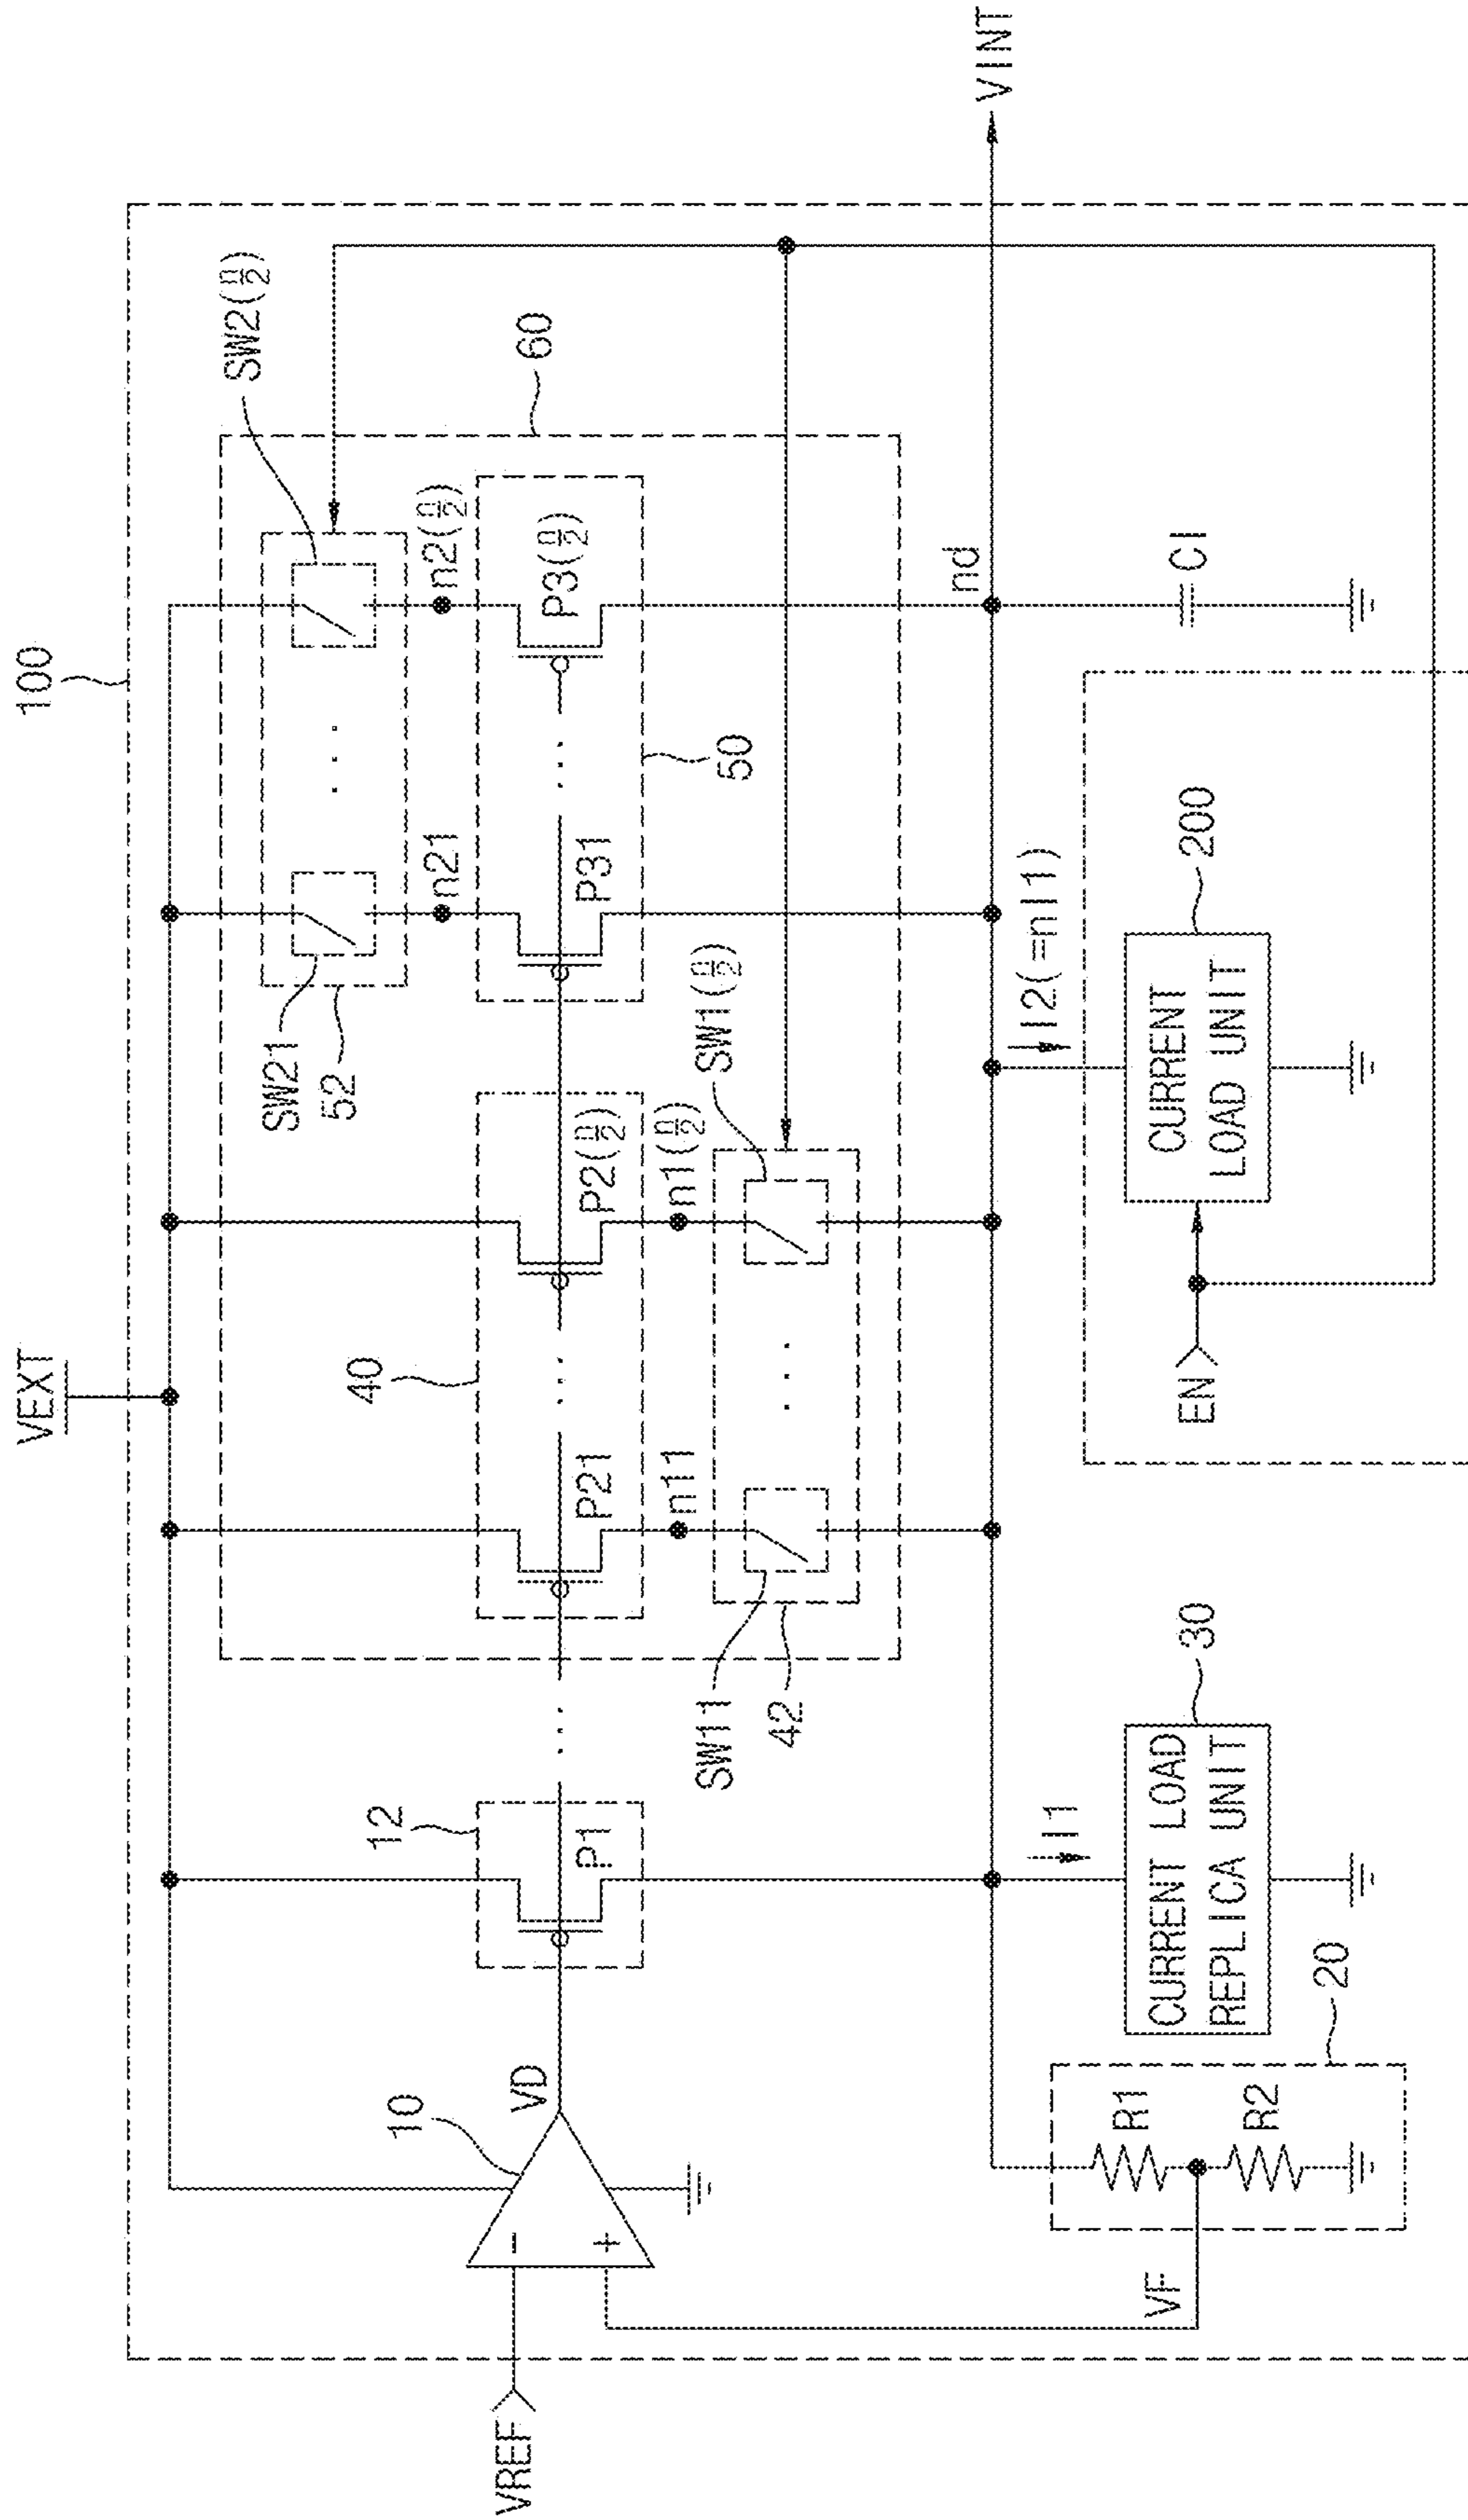 100
VEXT
SW2(n/2)
60
SW21
52
n21
n2(n/2)
P3(n/2)
50
P31
40
P2(n/2)
P21
12
P1
10
VD
-
+
VREF
n11
n1(n/2)
SW1(n/2)
SW11
42
nd
VINT
VF
R1
R2
20
I1
30
CURRENT LOAD
REPLICA UNIT
I2(=nI1)
200
CURRENT
LOAD UNIT
EN
CI